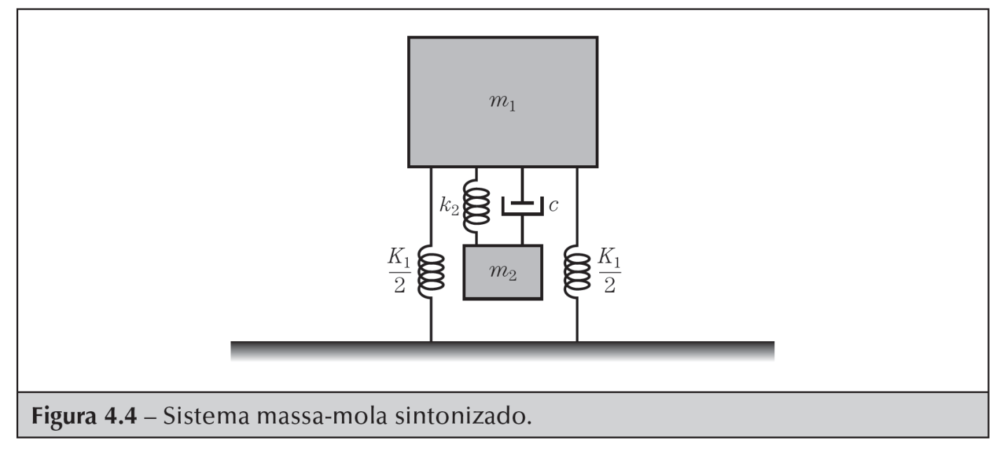 m₁
k₂
c
K₁/2
m₂
K₁/2
Figura 4.4 – Sistema massa-mola sintonizado.